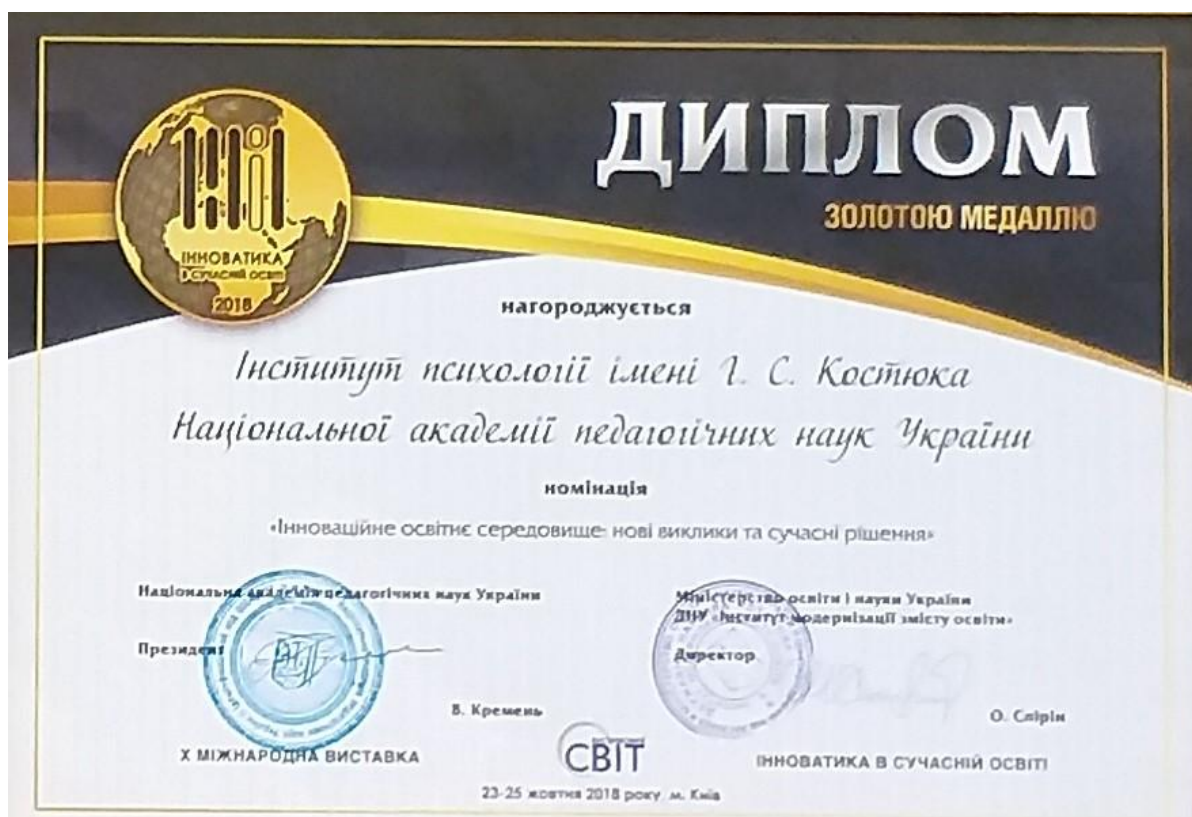 ДИПЛОМ
ЗОЛОТОЮ МЕДАЛЛЮ
ІННОВАТИКА
В СУЧАСНІЙ ОСВІТІ
2018
нагороджується
Інститут психології імені Г. С. Костюка
Національної академії педагогічних наук України
номінація
«Інноваційне освітнє середовище: нові виклики та сучасні рішення»
Національна академія педагогічних наук України
Президент
В. Кремень
Міністерство освіти і науки України
ДНУ «Інститут модернізації змісту освіти»
Директор
О. Спірін
X МІЖНАРОДНА ВИСТАВКА
СВІТ
ІННОВАТИКА В СУЧАСНІЙ ОСВІТІ
23-25 жовтня 2018 року, м. Київ